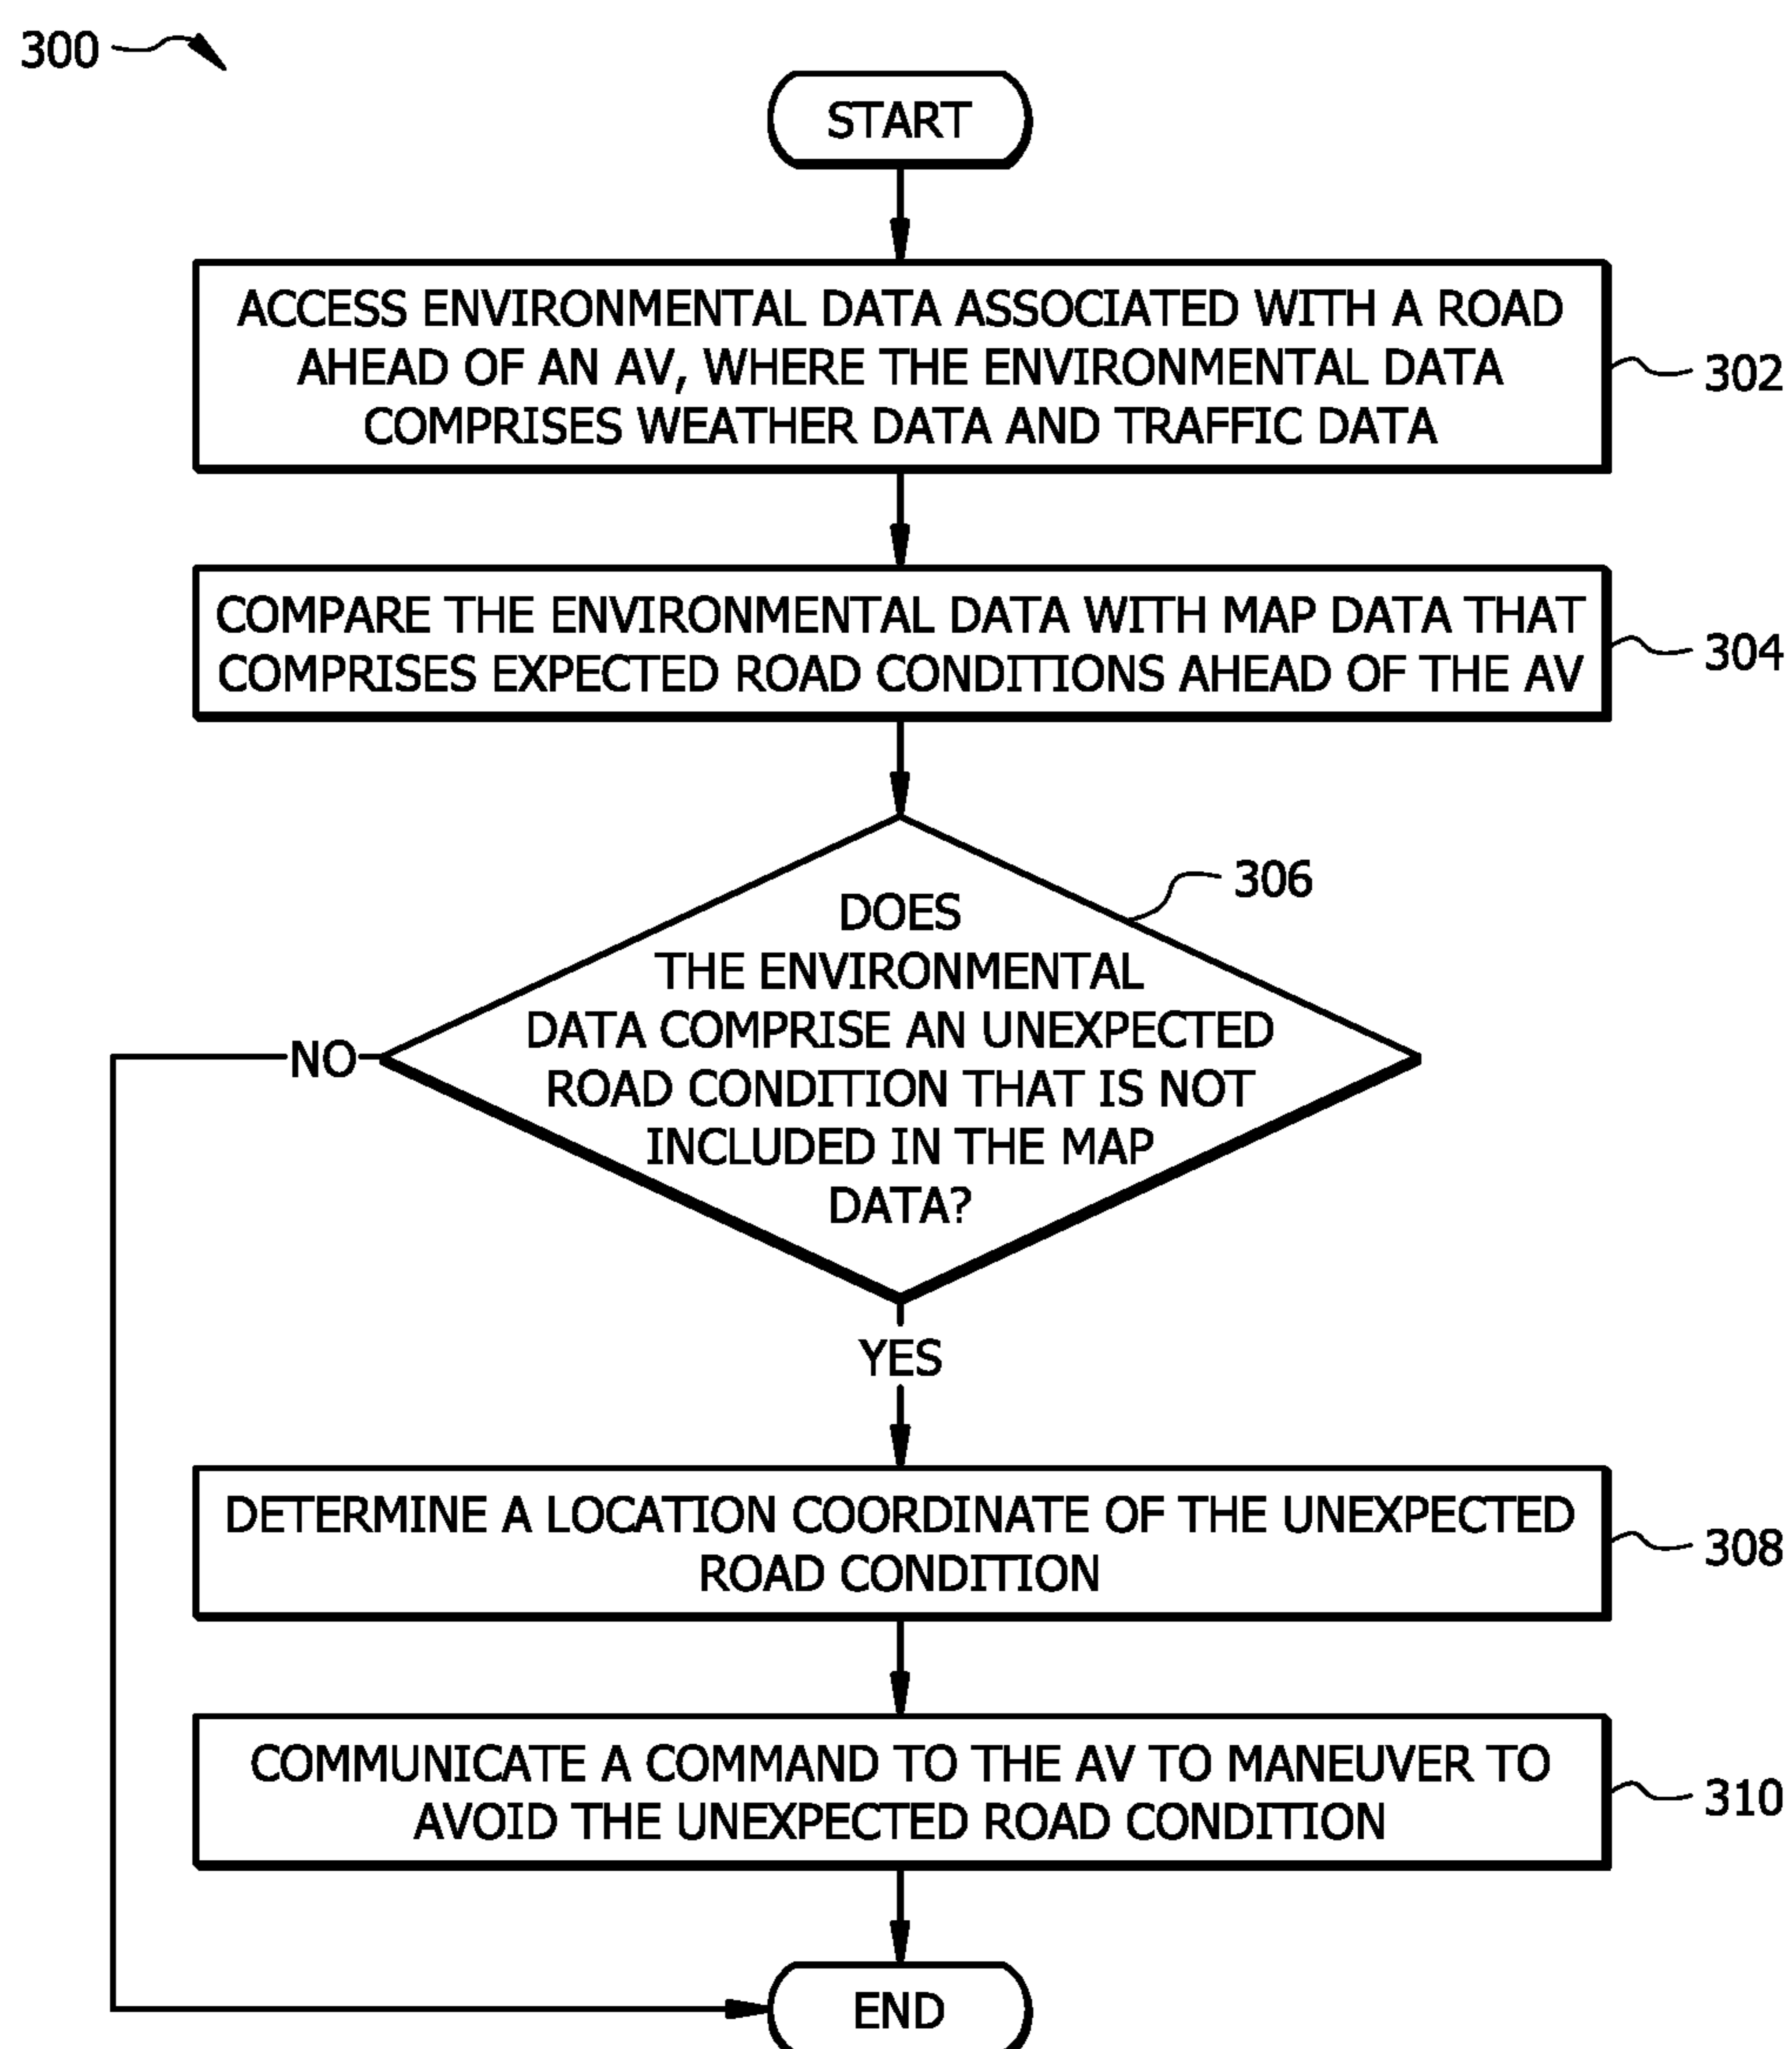 300
START
ACCESS ENVIRONMENTAL DATA ASSOCIATED WITH A ROAD
AHEAD OF AN AV, WHERE THE ENVIRONMENTAL DATA
COMPRISES WEATHER DATA AND TRAFFIC DATA
302
COMPARE THE ENVIRONMENTAL DATA WITH MAP DATA THAT
COMPRISES EXPECTED ROAD CONDITIONS AHEAD OF THE AV
304
306
DOES
THE ENVIRONMENTAL
DATA COMPRISE AN UNEXPECTED
ROAD CONDITION THAT IS NOT
INCLUDED IN THE MAP
DATA?
NO
YES
DETERMINE A LOCATION COORDINATE OF THE UNEXPECTED
ROAD CONDITION
308
COMMUNICATE A COMMAND TO THE AV TO MANEUVER TO
AVOID THE UNEXPECTED ROAD CONDITION
310
END